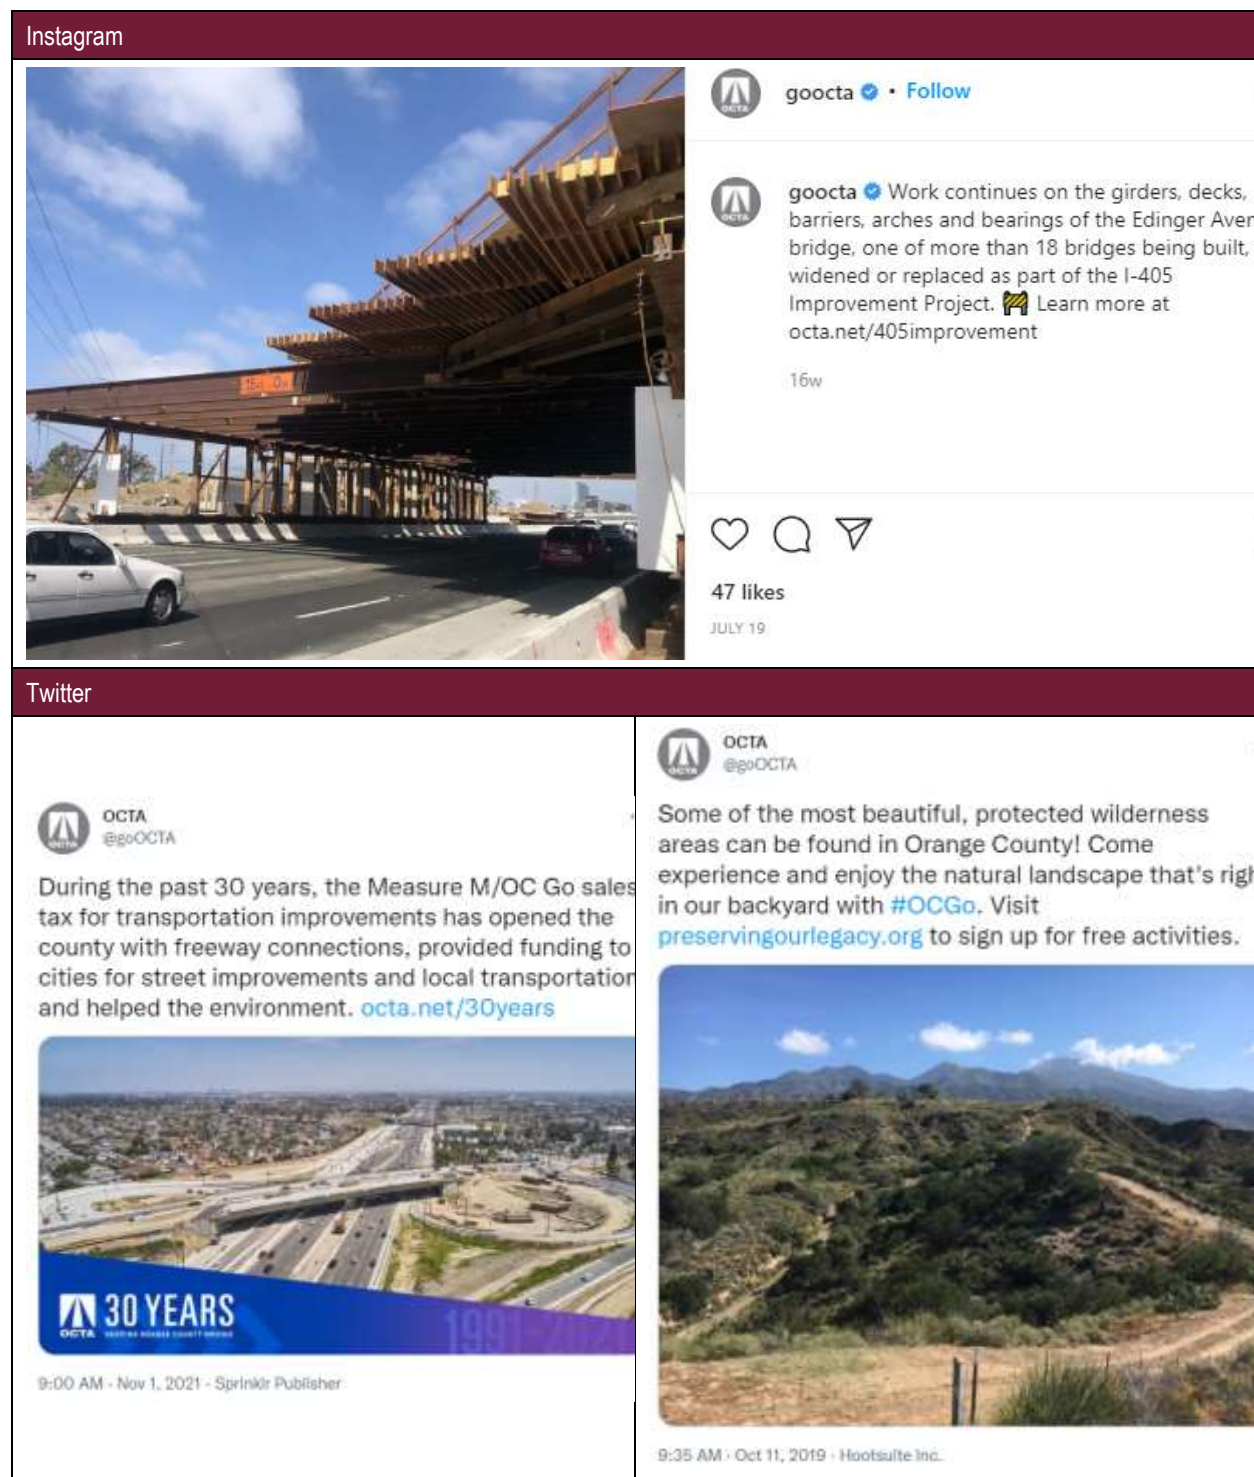 Instagram
goocta • Follow
goocta Work continues on the girders, decks,
barriers, arches and bearings of the Edinger Aven
bridge, one of more than 18 bridges being built,
widened or replaced as part of the I-405
Improvement Project. 🚧 Learn more at
octa.net/405improvement
16w
47 likes
JULY 19
Twitter
OCTA
@goOCTA
During the past 30 years, the Measure M/OC Go sales
tax for transportation improvements has opened the
county with freeway connections, provided funding to
cities for street improvements and local transportation
and helped the environment. octa.net/30years
OCTA
30 YEARS
9:00 AM - Nov 1, 2021 - Sprinklr Publisher
OCTA
@goOCTA
Some of the most beautiful, protected wilderness
areas can be found in Orange County! Come
experience and enjoy the natural landscape that's righ
in our backyard with #OCGo. Visit
preservingourlegacy.org to sign up for free activities.
9:35 AM · Oct 11, 2019 · Hootsuite Inc.